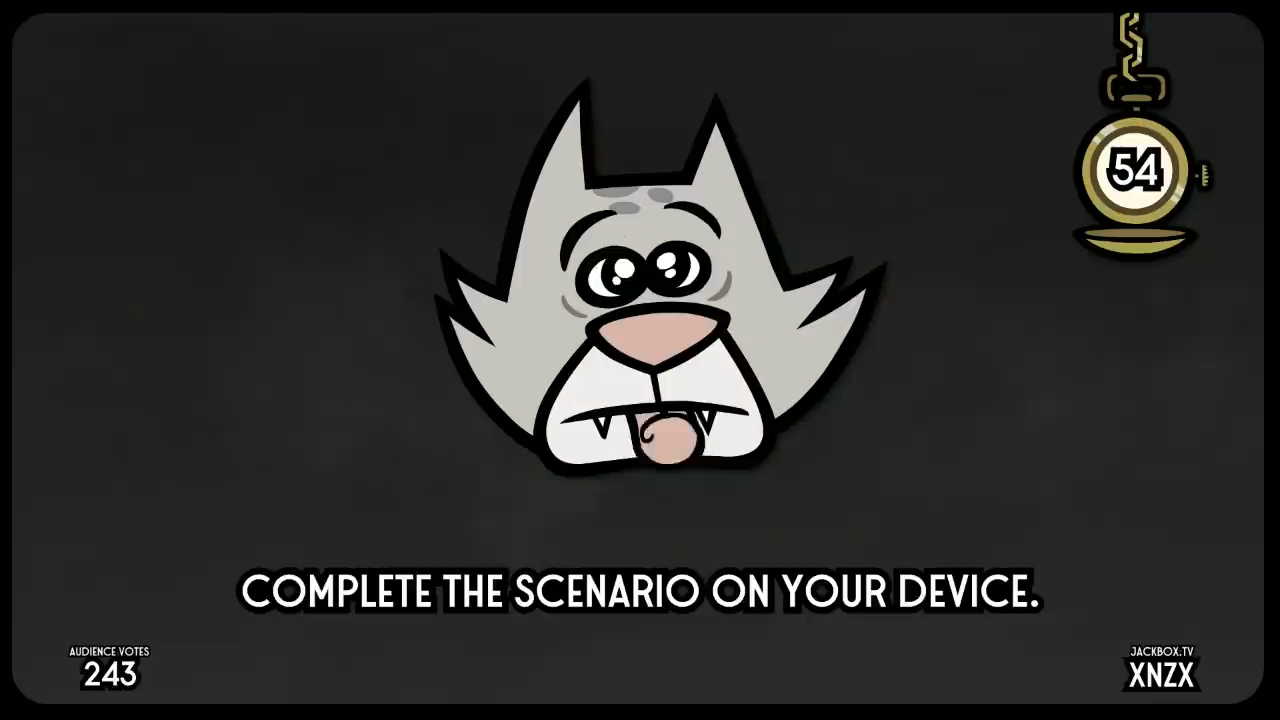 54
COMPLETE THE SCENARIO ON YOUR DEVICE.
AUDIENCE VOTES
243
JACKBOX.TV
XNZX